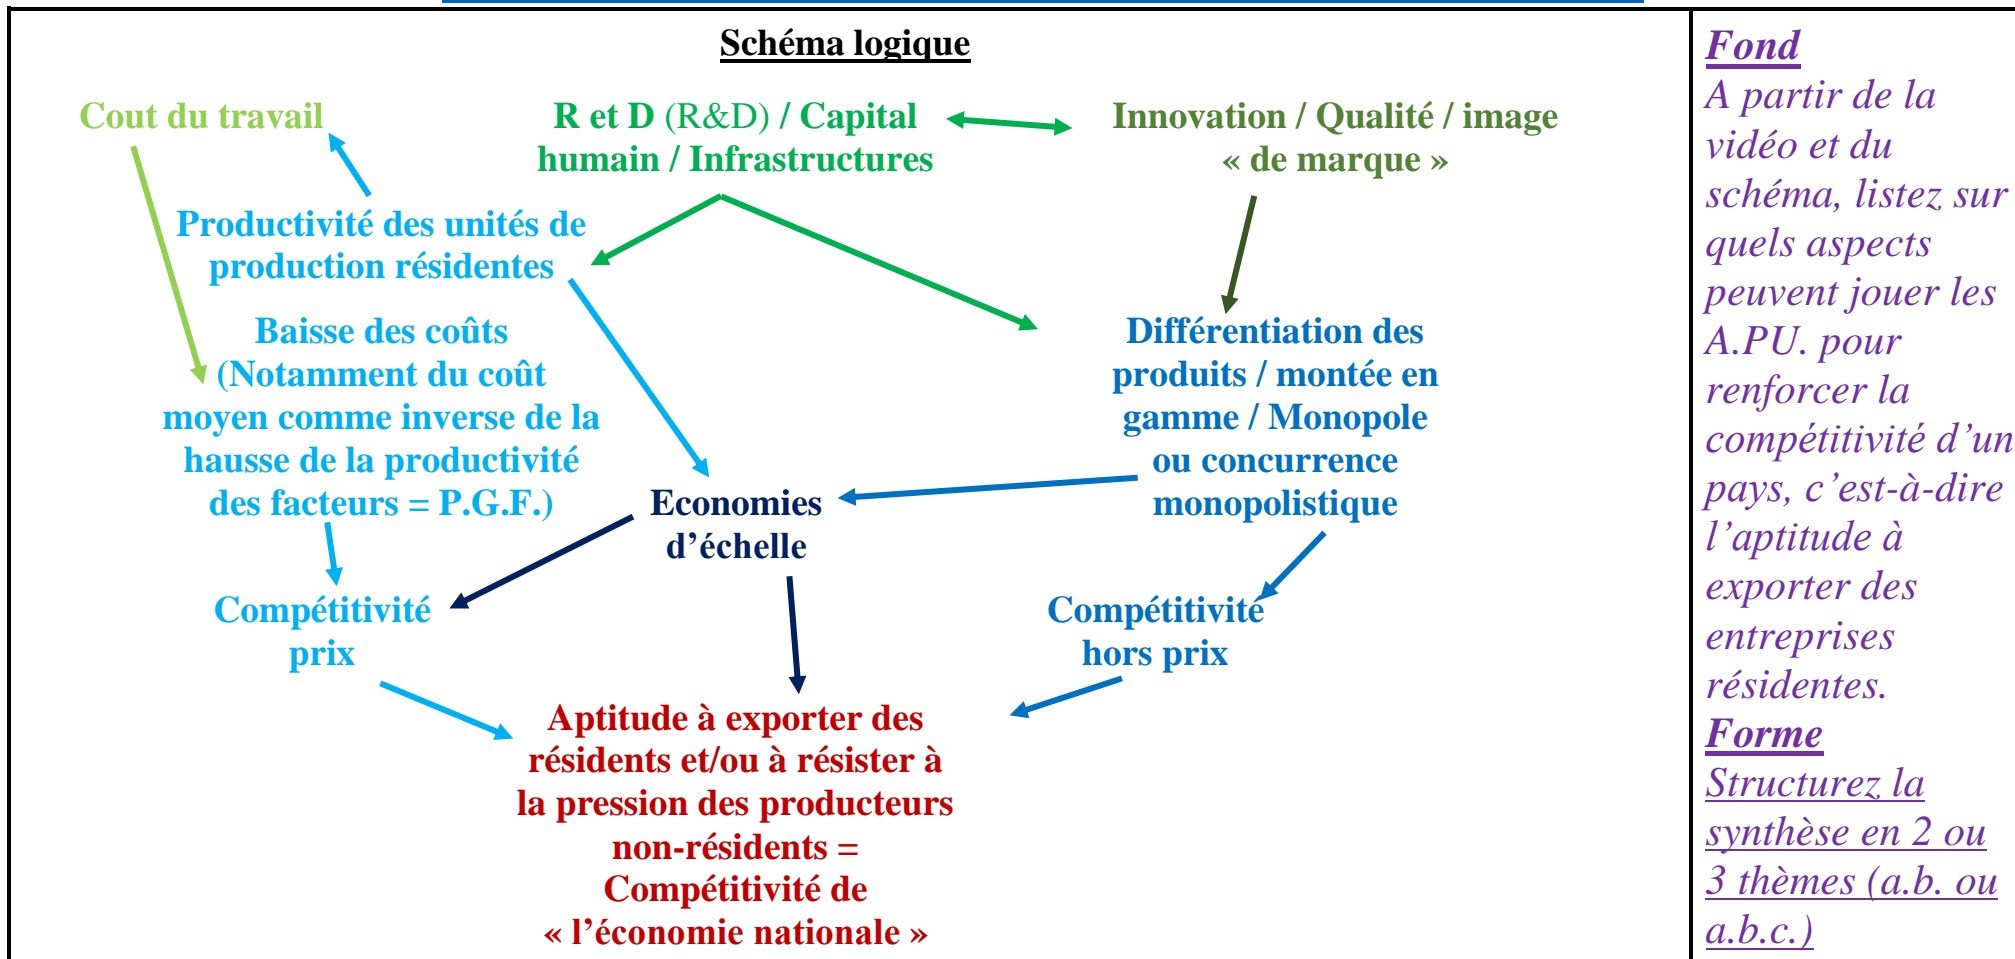 Schéma logique
Cout du travail
R et D (R&D) / Capital
humain / Infrastructures
Innovation / Qualité / image
« de marque »
Productivité des unités de
production résidentes
Baisse des coûts
(Notamment du coût
moyen comme inverse de la
hausse de la productivité
des facteurs = P.G.F.)
Différentiation des
produits / montée en
gamme / Monopole
ou concurrence
monopolistique
Economies
d’échelle
Compétitivité
prix
Compétitivité
hors prix
Aptitude à exporter des
résidents et/ou à résister à
la pression des producteurs
non-résidents =
Compétitivité de
« l’économie nationale »
Fond
A partir de la
vidéo et du
schéma, listez sur
quels aspects
peuvent jouer les
A.PU. pour
renforcer la
compétitivité d’un
pays, c’est-à-dire
l’aptitude à
exporter des
entreprises
résidentes.
Forme
Structurez la
synthèse en 2 ou
3 thèmes (a.b. ou
a.b.c.)